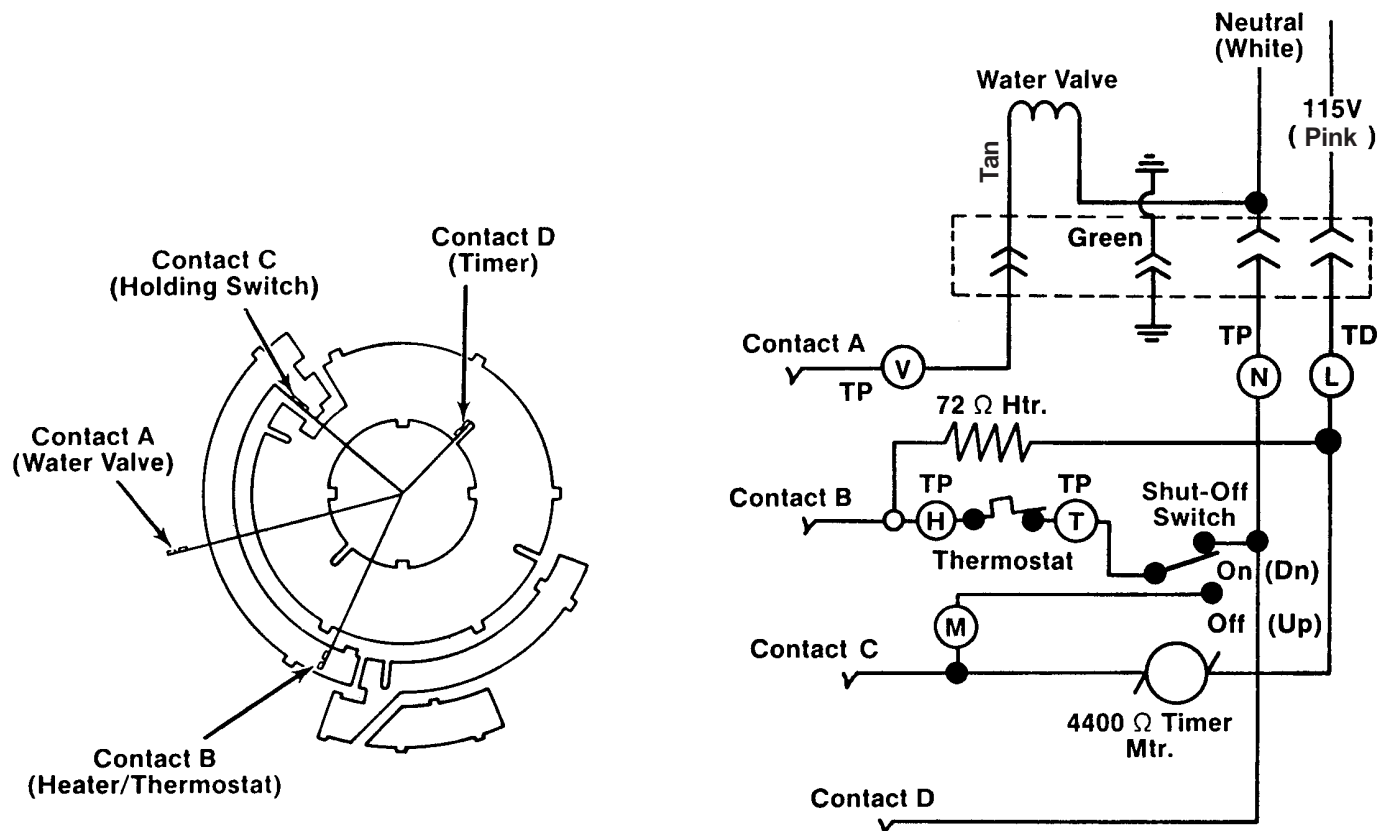 Contact D
(Timer)
Contact C
(Holding Switch)
Contact A
(Water Valve)
Contact B
(Heater/Thermostat)
Neutral
(White)
Water Valve
115V
( Pink )
Tan
Green
TP
TD
Contact A
TP
V
N
L
72 Ω Htr.
Contact B
TP
TP
H
T
Thermostat
Shut-Off
Switch
On (Dn)
Off (Up)
M
Contact C
4400 Ω Timer
Mtr.
Contact D